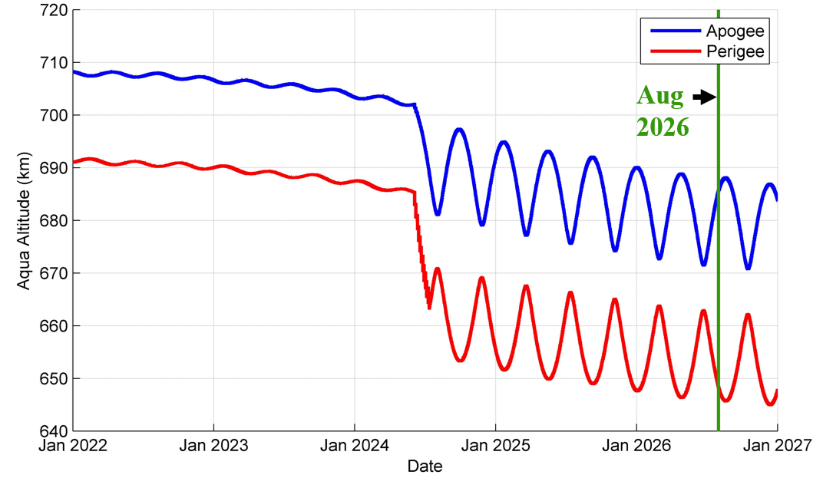 720
710
700
690
680
670
660
650
640
Aqua Altitude (km)
Apogee
Perigee
Aug
2026
Jan 2022
Jan 2023
Jan 2024
Jan 2025
Jan 2026
Jan 2027
Date